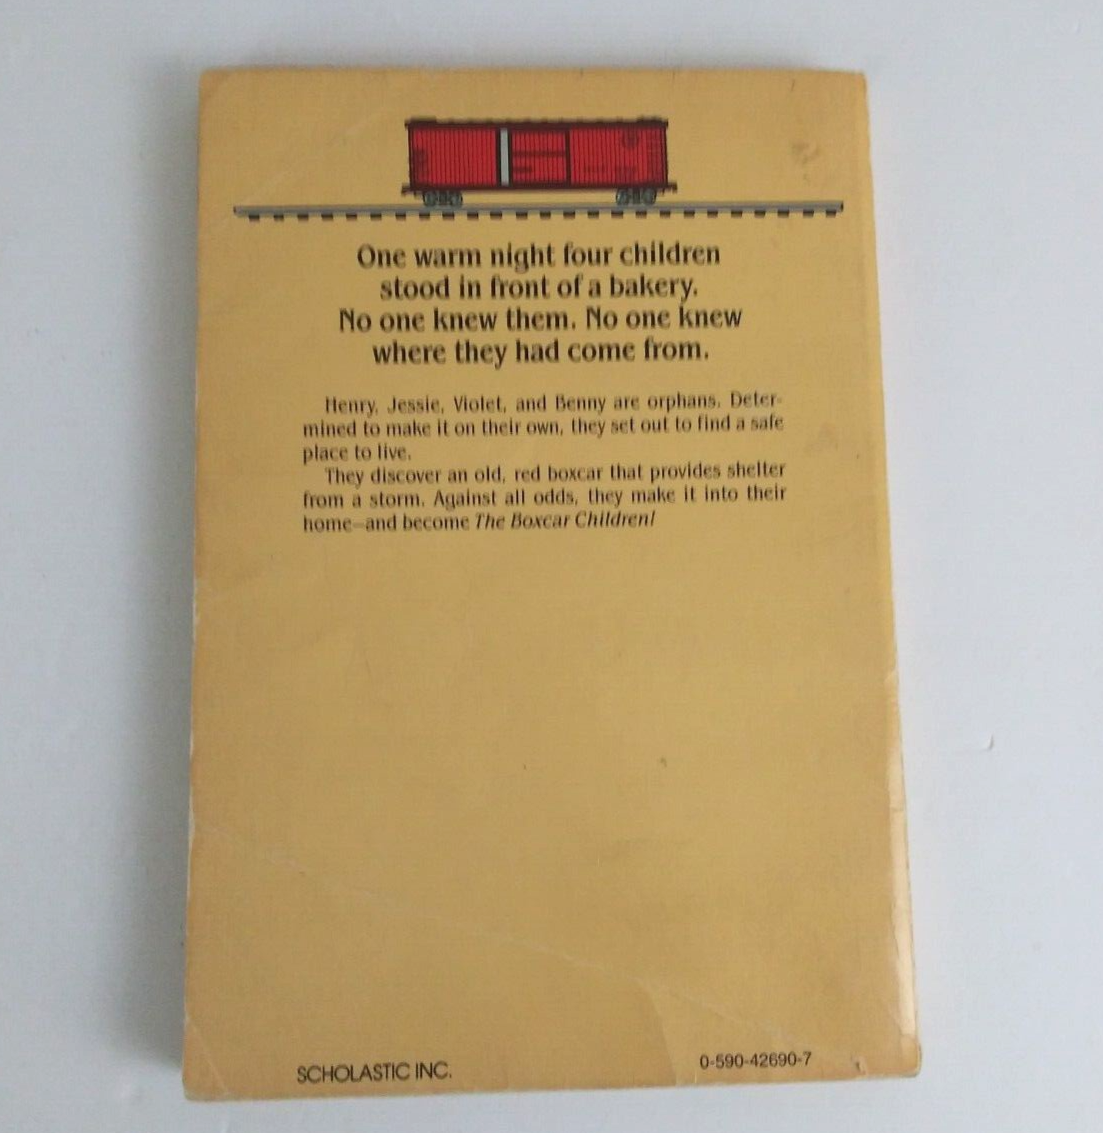 One warm night four children
stood in front of a bakery.
No one knew them. No one knew
where they had come from.
Henry, Jessie, Violet, and Benny are orphans. Deter-
mined to make it on their own, they set out to find a safe
place to live.
They discover an old, red boxcar that provides shelter
from a storm. Against all odds, they make it into their
home—and become The Boxcar Children!
SCHOLASTIC INC.
0-590-42690-7